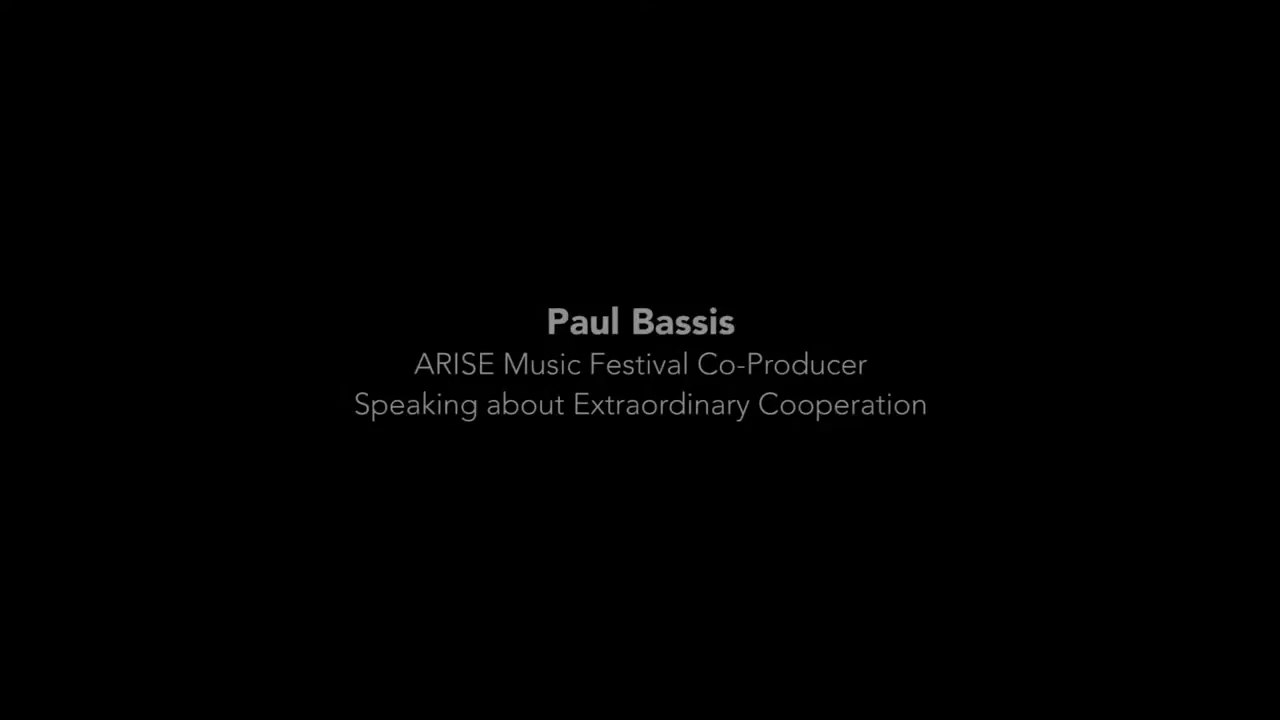 Paul Bassis
ARISE Music Festival Co-Producer
Speaking about Extraordinary Cooperation